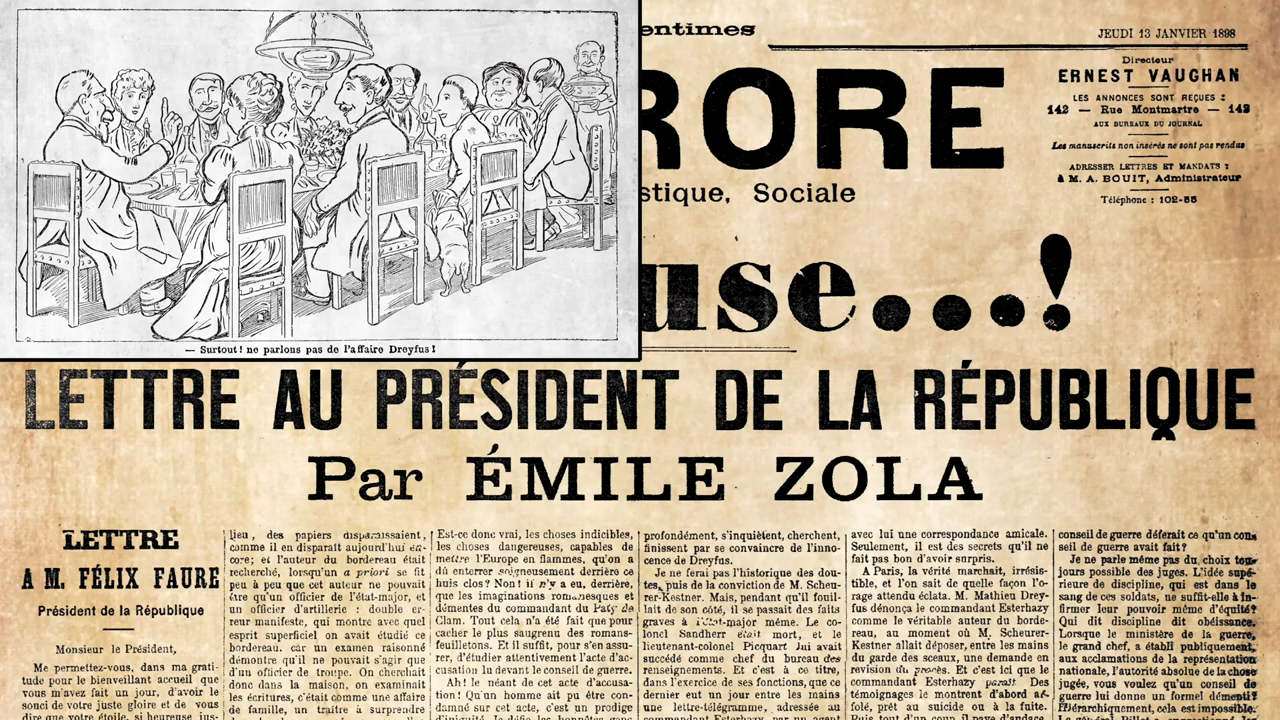 — Surtout! ne parlons pas de l'affaire Dreyfus!
entimes
JEUDI 13 JANVIER 1898
RORE
stique, Sociale
Directeur
ERNEST VAUGHAN
LES ANNONCES SONT REÇUES :
142 — Rue Montmartre — 142
AUX BUREAUX DU JOURNAL
Les manuscrits non insérés ne sont pas rendus
ADRESSER LETTRES ET MANDATS :
à M. A. BOUIT, Administrateur
Téléphone : 102-55
use...!
LETTRE AU PRÉSIDENT DE LA RÉPUBLIQUE
Par ÉMILE ZOLA
LETTRE
A M. FÉLIX FAURE
Président de la République
Monsieur le Président,
Me permettez-vous, dans ma grati-
tude pour le bienveillant accueil que
vous m'avez fait un jour, d'avoir le
souci de votre juste gloire et de vous
dire que votre étoile, si heureuse jus-
lieu, des papiers disparaissaient,
comme il en disparaît aujourd'hui en-
core; et l'auteur du bordereau était
recherché, lorsqu'un a priori se fit
peu à peu que cet auteur ne pouvait
être qu'un officier de l'état-major, et
un officier d'artillerie : double er-
reur manifeste, qui montre avec quel
esprit superficiel on avait étudié ce
bordereau, car un examen raisonné
démontre qu'il ne pouvait s'agir que
d'un officier de troupe. On cherchait
donc dans la maison, on examinait
les écritures, c'était comme une affaire
de famille, un traître à surprendre
Est-ce donc vrai, les choses indicibles,
les choses dangereuses, capables de
mettre l'Europe en flammes, qu'on a
dû enterrer soigneusement derrière ce
huis clos? Non! il n'y a eu, derrière,
que les imaginations romanesques et
démentes du commandant du Paty de
Clam. Tout cela n'a été fait que pour
cacher le plus saugrenu des romans-
feuilletons. Et il suffit, pour s'en assu-
rer, d'étudier attentivement l'acte d'ac-
cusation devant le conseil de guerre.
Ah! le néant de cet acte d'accusa-
tion! Qu'un homme ait pu être con-
damné sur cet acte, c'est un prodige
d'iniquité. Je défie les honnêtes gens
profondément, s'inquiètent, cherchent,
finissent par se convaincre de l'inno-
cence de Dreyfus.
Je ne ferai pas l'historique des dou-
tes, puis de la conviction de M. Scheu-
rer-Kestner. Mais, pendant qu'il fouil-
lait de son côté, il se passait des faits
graves à l'état-major même. Le co-
lonel Sandherr était mort, et le
lieutenant-colonel Picquart lui avait
succédé comme chef du bureau des
renseignements. Et c'est à ce titre,
dans l'exercice de ses fonctions, que ce
dernier eut un jour entre les mains
une lettre-télégramme, adressée au
commandant Esterhazy, par un agent
avec lui une correspondance amicale.
Seulement, il est des secrets qu'il ne
fait pas bon d'avoir surpris.
A Paris, la vérité marchait, irrésis-
tible, et l'on sait de quelle façon l'o-
rage attendu éclata. M. Mathieu Drey-
fus dénonça le commandant Esterhazy
comme le véritable auteur du borde-
reau, au moment où M. Scheurer-
Kestner allait déposer, entre les mains
du garde des sceaux, une demande en
revision du procès. Et c'est ici que le
commandant Esterhazy paraît. Des
témoignages le montrent d'abord af-
folé, prêt au suicide ou à la fuite.
Puis tout d'un coup, il paye d'audace,
conseil de guerre déferait ce qu'un con-
seil de guerre avait fait?
Je ne parle même pas du choix tou-
jours possible des juges. L'idée supé-
rieure de discipline, qui est dans le
sang de ces soldats, ne suffit-elle à in-
firmer leur pouvoir même d'équité?
Qui dit discipline dit obéissance.
Lorsque le ministère de la guerre,
le grand chef, a établi publiquement,
aux acclamations de la représentation
nationale, l'autorité absolue de la chose
jugée, vous voulez qu'un conseil de
guerre lui donne un formel démenti?
Hiérarchiquement, cela est impossible.